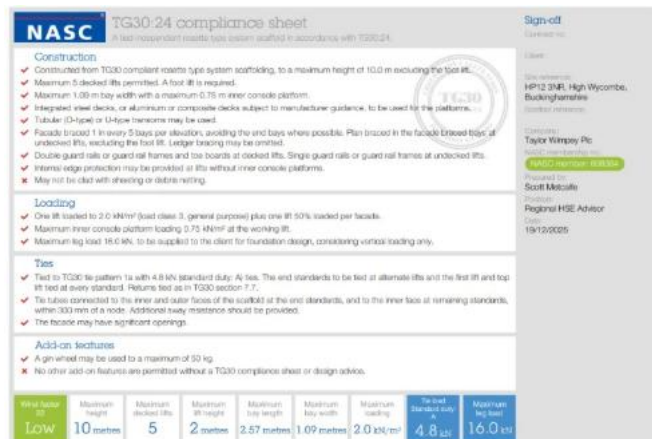 NASC
TG30:24 compliance sheet
A tied independent rosette type system scaffold in accordance with TG30:24.
Construction
Constructed from TG30 compliant rosette type system scaffolding, to a maximum height of 10.0 m excluding the foot lift.
Maximum 5 decked lifts permitted. A foot lift is required.
Maximum 1.09 m bay width with a maximum 0.75 m inner console platform.
Integrated steel decks, or aluminium or composite decks subject to manufacturer guidance, to be used for the platforms.
Tubular (O-type) or U-type transoms may be used.
Facade braced 1 in every 5 bays per elevation, avoiding the end bays where possible. Plan braced in the facade braced bays at
undecked lifts, excluding the foot lift. Ledger bracing may be omitted.
Double guard rails or guard rail frames and toe boards at decked lifts. Single guard rails or guard rail frames at undecked lifts.
Internal edge protection may be provided at lifts without inner console platforms.
May not be clad with sheeting or debris netting.
TG30
Loading
One lift loaded to 2.0 kN/m² (load class 3, general purpose) plus one lift 50% loaded per facade.
Maximum inner console platform loading 0.75 kN/m² at the working lift.
Maximum leg load 16.0 kN, to be supplied to the client for foundation design, considering vertical loading only.
Ties
Tied to TG30 tie pattern 1a with 4.8 kN (standard duty: A) ties. The end standards to be tied at alternate lifts and the first lift and top
lift tied at every standard. Returns tied as in TG30 section 7.7.
Tie tubes connected to the inner and outer faces of the scaffold at the end standards, and to the inner face at remaining standards,
within 300 mm of a node. Additional sway resistance should be provided.
The facade may have significant openings.
Add-on features
A gin wheel may be used to a maximum of 50 kg.
No other add-on features are permitted without a TG30 compliance sheet or design advice.
Wind factor
Low
Maximum height
10 metres
Maximum decked lifts
5
Maximum lift height
2 metres
Maximum bay length
2.57 metres
Maximum bay width
1.09 metres
Maximum loading
2.0 kN/m²
Tie load Standard duty A
4.8 kN
Maximum leg load
16.0 kN
Sign-off
Contract no:
Client:
Site reference:
HP12 3NR, High Wycombe,
Buckinghamshire
Scaffold reference:
Company:
Taylor Wimpey Plc
NASC membership no:
Prepared by:
Scott Metcalfe
Position:
Regional HSE Advisor
Date:
19/12/2025